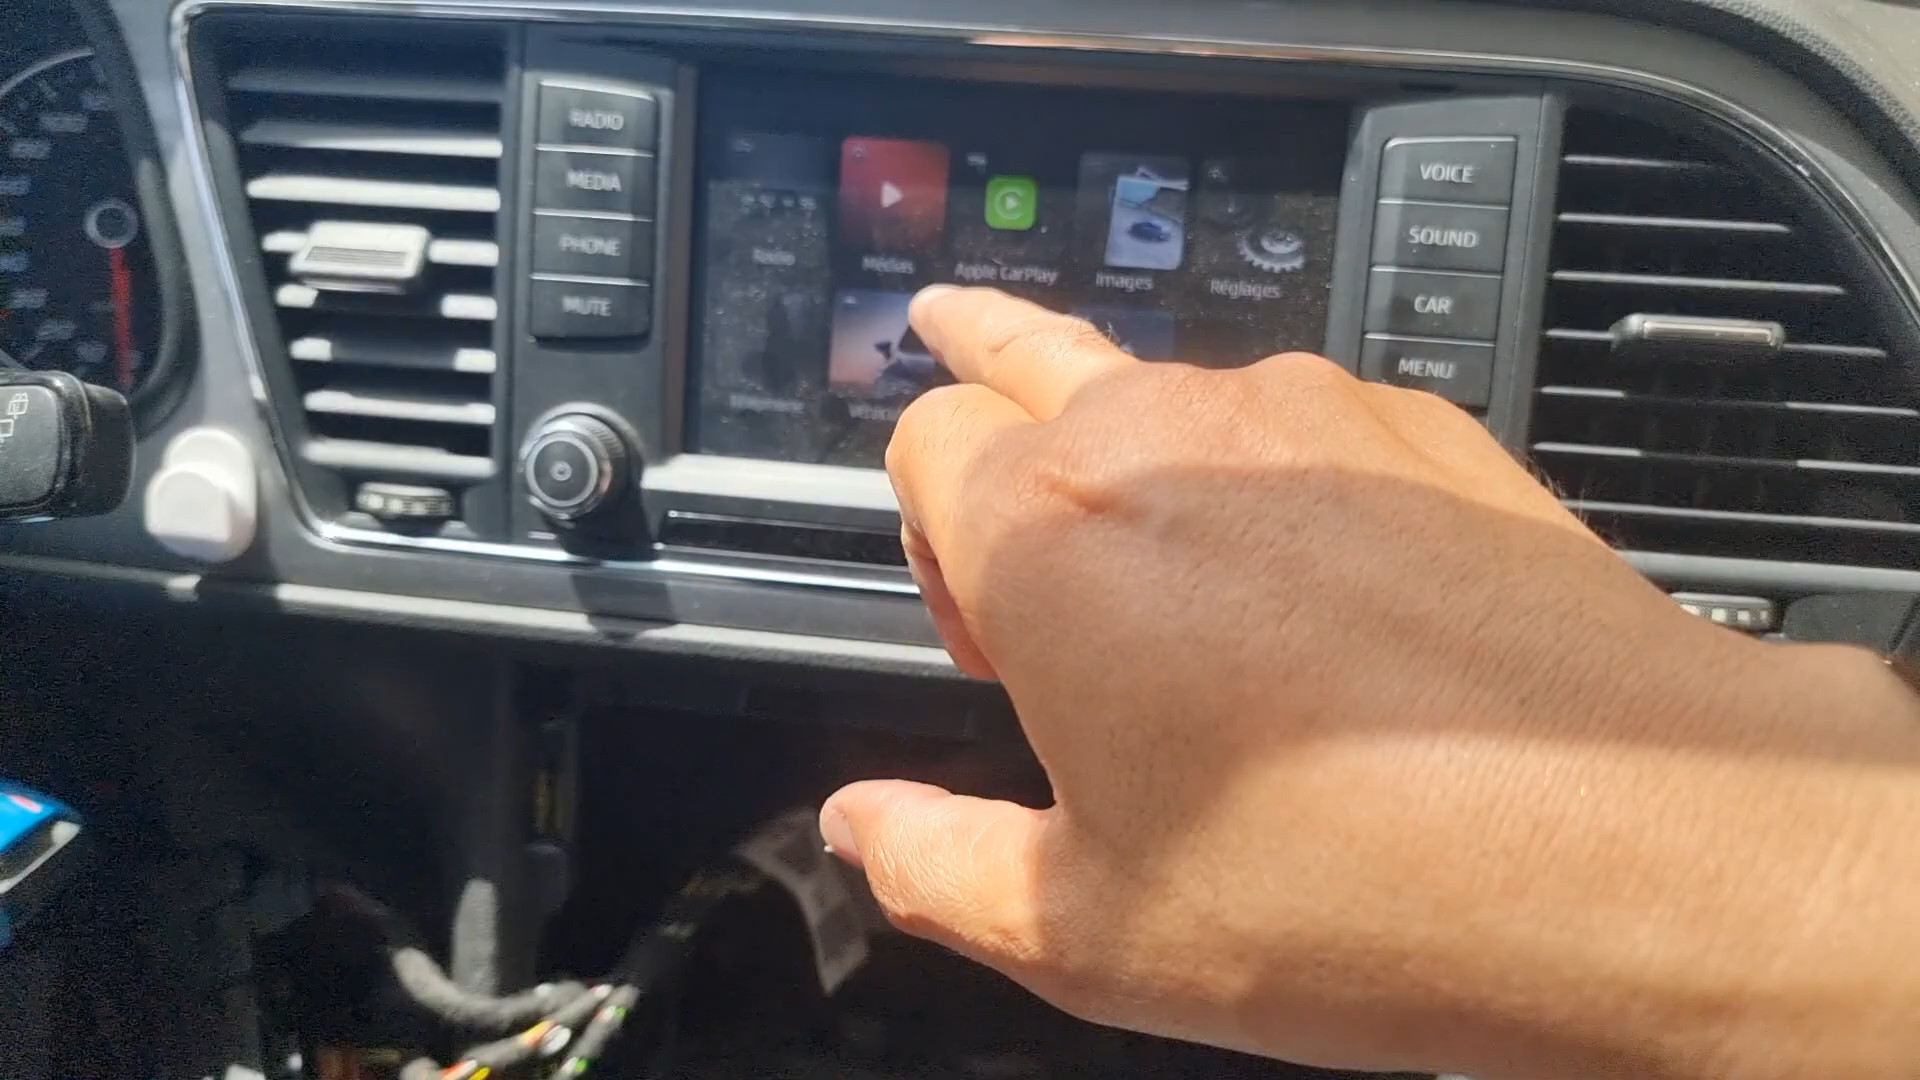 RADIO
MEDIA
PHONE
MUTE
Radio
Médias
Apple CarPlay
Images
Réglages
VOICE
SOUND
CAR
MENU